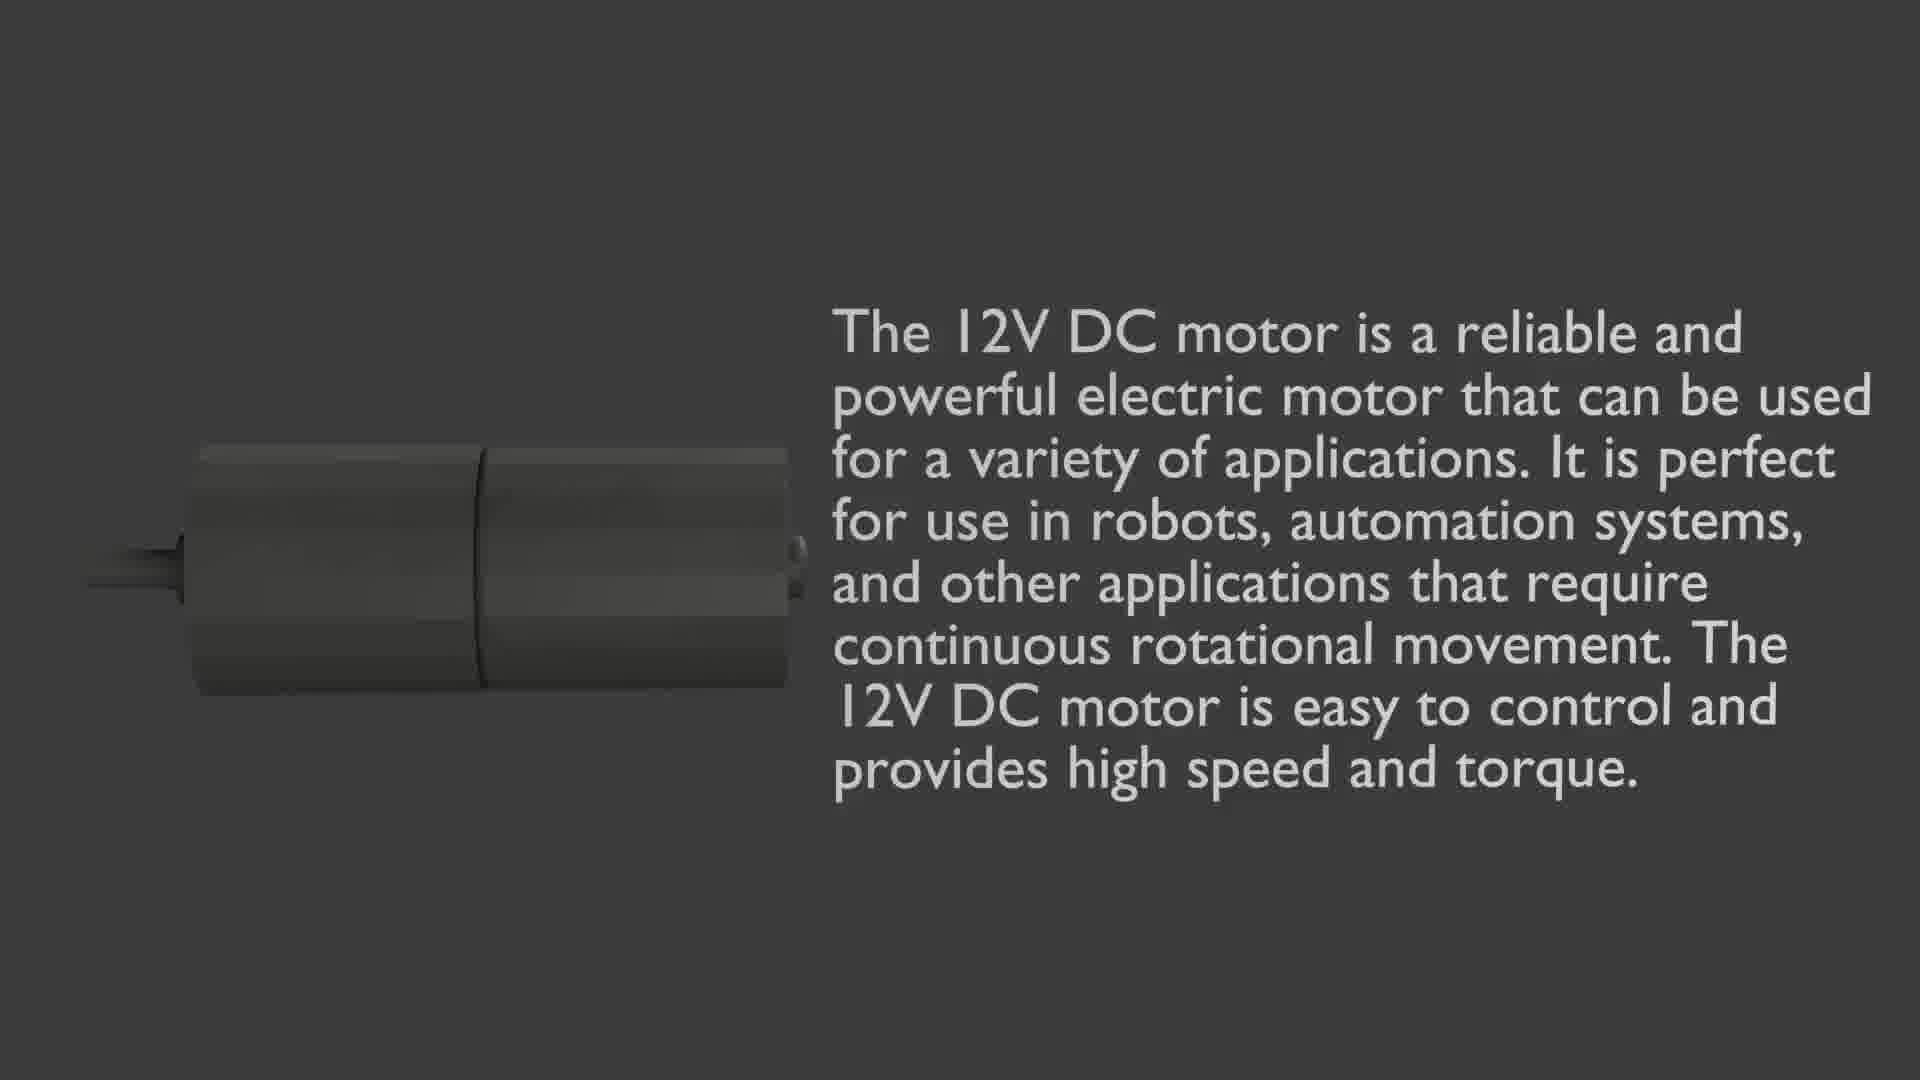 The 12V DC motor is a reliable and
powerful electric motor that can be used
for a variety of applications. It is perfect
for use in robots, automation systems,
and other applications that require
continuous rotational movement. The
12V DC motor is easy to control and
provides high speed and torque.